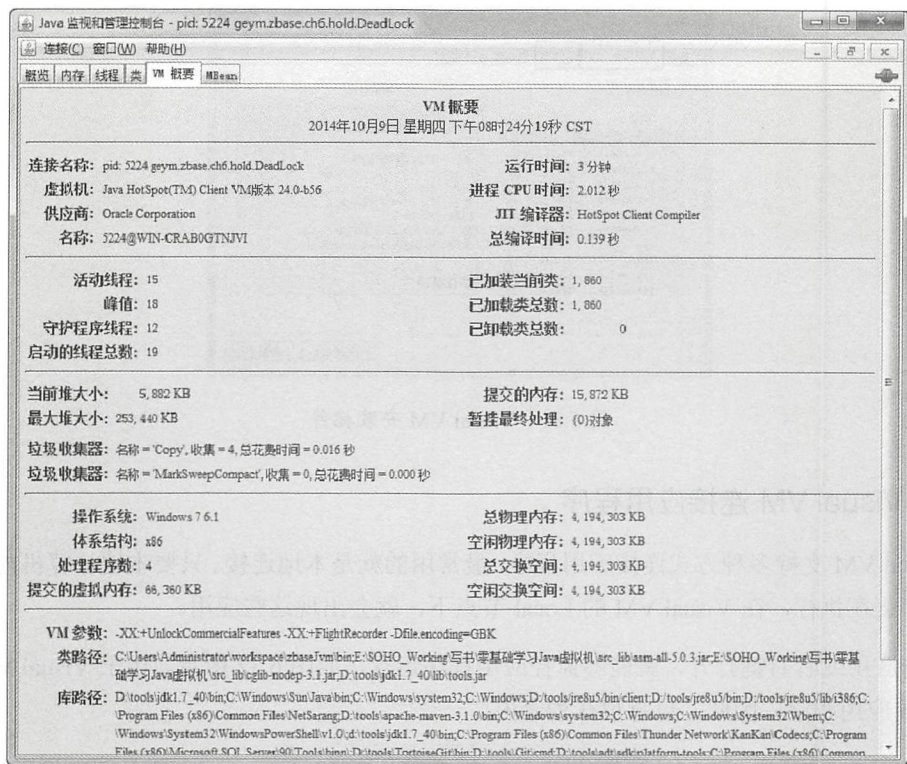 Java 监视和管理控制台 - pid: 5224 geym.zbase.ch6.hold.DeadLock
连接(C) 窗口(W) 帮助(H)
概览 内存 线程 类 VM 概要 MBean
VM 概要
2014年10月9日 星期四 下午08时24分19秒 CST
连接名称: pid: 5224 geym.zbase.ch6.hold.DeadLock 运行时间: 3 分钟
虚拟机: Java HotSpot(TM) Client VM版本 24.0-b56 进程 CPU 时间: 2.012 秒
供应商: Oracle Corporation JIT 编译器: HotSpot Client Compiler
名称: 5224@WIN-CRAB0GTNJVI 总编译时间: 0.139 秒
活动线程: 15 已加装当前类: 1,860
峰值: 18 已加载类总数: 1,860
守护程序线程: 12 已卸载类总数: 0
启动的线程总数: 19
当前堆大小: 5,882 KB 提交的内存: 15,872 KB
最大堆大小: 253,440 KB 暂挂最终处理: (0)对象
垃圾收集器: 名称 = 'Copy', 收集 = 4, 总花费时间 = 0.016 秒
垃圾收集器: 名称 = 'MarkSweepCompact', 收集 = 0, 总花费时间 = 0.000 秒
操作系统: Windows 7 6.1 总物理内存: 4,194,303 KB
体系结构: x86 空闲物理内存: 4,194,303 KB
处理程序数: 4 总交换空间: 4,194,303 KB
提交的虚拟内存: 66,360 KB 空闲交换空间: 4,194,303 KB
VM 参数: -XX:+UnlockCommercialFeatures -XX:+FlightRecorder -Dfile.encoding=GBK
类路径: C:\Users\Administrator\workspace\zbaseJvm\bin;E:\SOHO_Working\写书\零基础学习Java虚拟机\src_lib\asm-all-5.0.3.jar;E:\SOHO_Working\写书\零基
础学习Java虚拟机\src_lib\cglib-nodep-3.1.jar;D:\tools\jdk1.7_40\lib\tools.jar
库路径: D:\tools\jdk1.7_40\bin;C:\Windows\Sun\Java\bin;C:\Windows\system32;C:\Windows;D:/tools/jre8u5/bin/client;D:/tools/jre8u5/bin;D:/tools/jre8u5/lib/i386;C:
\Program Files (x86)\Common Files\NetSarang;D:\tools\apache-maven-3.1.0\bin;C:\Windows\system32;C:\Windows;C:\Windows\System32\Wbem;C:
\Windows\System32\WindowsPowerShell\v1.0\;d:\tools\jdk1.7_40\bin;C:\Program Files (x86)\Common Files\Thunder Network\KanKan\Codecs;C:\Program
Files (x86)\Microsoft SQL Server\90\Tools\binn\;D:\tools\TortoiseGit\bin;D:\tools\Git\cmd;D:\tools\adt\sdk\platform-tools;C:\Program Files (x86)\Common